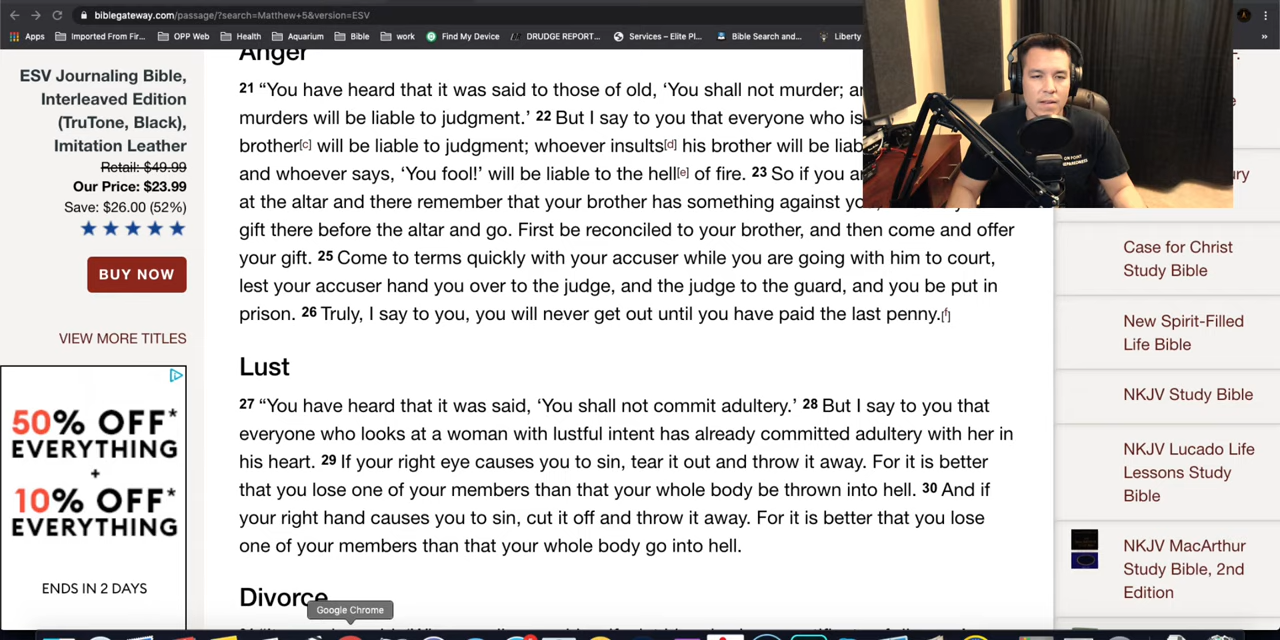 biblegateway.com/passage/?search=Matthew+5&version=ESV
Apps
Imported From Fir...
OPP Web
Health
Aquarium
Bible
work
Find My Device
DRUDGE REPORT...
Services – Elite Pl...
Bible Search and...
Liberty
»
ESV Journaling Bible,
Interleaved Edition
(TruTone, Black),
Imitation Leather
Retail: $49.99
Our Price: $23.99
Save: $26.00 (52%)
BUY NOW
VIEW MORE TITLES
50% OFF*
EVERYTHING
+
10% OFF*
EVERYTHING
ENDS IN 2 DAYS
Anger
21 “You have heard that it was said to those of old, ‘You shall not murder;
murders will be liable to judgment.’ 22 But I say to you that everyone who is
brother[c] will be liable to judgment; whoever insults[d] his brother will be
and whoever says, ‘You fool!’ will be liable to the hell[e] of fire. 23 So if you
at the altar and there remember that your brother has something against
gift there before the altar and go. First be reconciled to your brother, and then come and offer
your gift. 25 Come to terms quickly with your accuser while you are going with him to court,
lest your accuser hand you over to the judge, and the judge to the guard, and you be put in
prison. 26 Truly, I say to you, you will never get out until you have paid the last penny.[f]
Lust
27 “You have heard that it was said, ‘You shall not commit adultery.’ 28 But I say to you that
everyone who looks at a woman with lustful intent has already committed adultery with her in
his heart. 29 If your right eye causes you to sin, tear it out and throw it away. For it is better
that you lose one of your members than that your whole body be thrown into hell. 30 And if
your right hand causes you to sin, cut it off and throw it away. For it is better that you lose
one of your members than that your whole body go into hell.
Divorce
Google Chrome
Case for Christ
Study Bible
New Spirit-Filled
Life Bible
NKJV Study Bible
NKJV Lucado Life
Lessons Study
Bible
NKJV MacArthur
Study Bible, 2nd
Edition